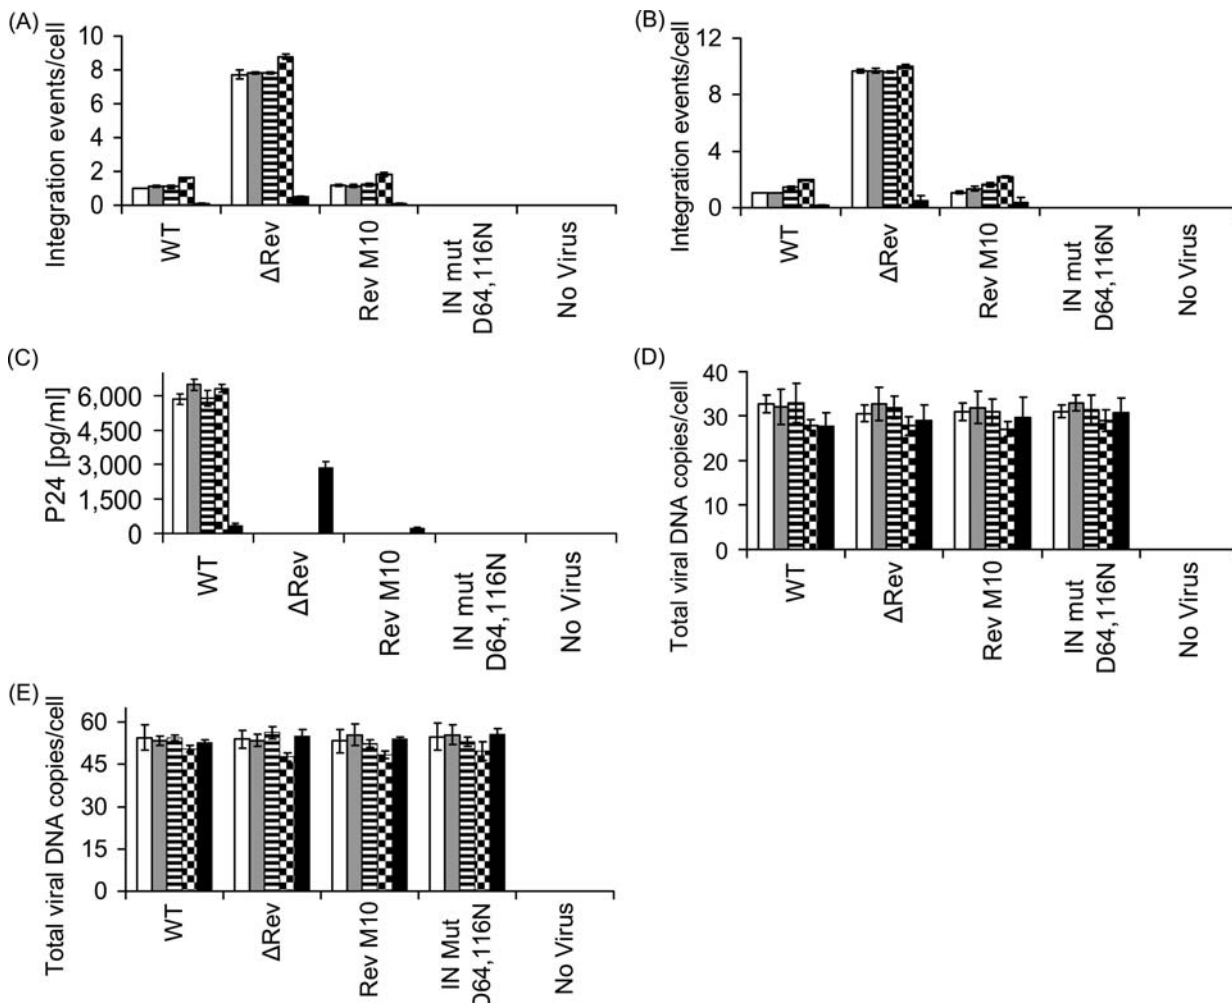 (A)
Integration events/cell
10
8
6
4
2
0
WT
ΔRev
Rev M10
IN mut
D64,116N
No Virus
(B)
Integration events/cell
12
8
4
0
WT
ΔRev
Rev M10
IN mut
D64,116N
No Virus
(C)
P24 [pg/ml]
6,000
4,500
3,000
1,500
0
WT
ΔRev
Rev M10
IN mut
D64,116N
No Virus
(D)
Total viral DNA copies/cell
40
30
20
10
0
WT
ΔRev
Rev M10
IN mut
D64,116N
No Virus
(E)
Total viral DNA copies/cell
60
45
30
15
0
WT
ΔRev
Rev M10
IN Mut
D64,116N
No Virus